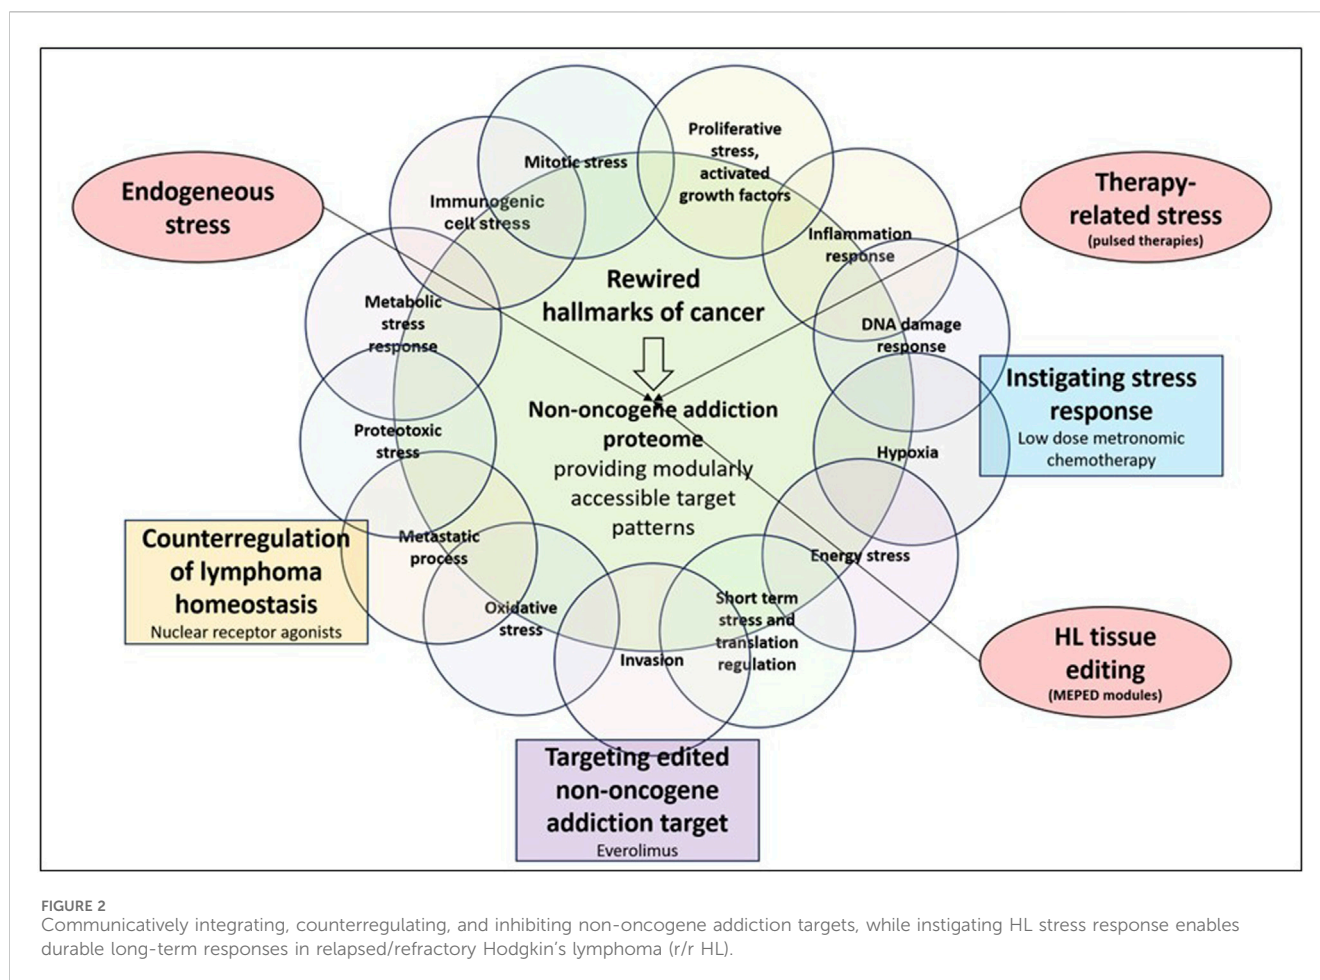 Endogeneous
stress
Mitotic stress
Proliferative
stress,
activated
growth factors
Immunogenic
cell stress
Inflammation
response
Therapy-
related stress
(pulsed therapies)
Metabolic
stress
response
Rewired
hallmarks of cancer
DNA damage
response
Instigating stress
response
Low dose metronomic
chemotherapy
Non-oncogene addiction
proteome
providing modularly
accessible target
patterns
Proteotoxic
stress
Hypoxia
Counterregulation
of lymphoma
homeostasis
Nuclear receptor agonists
Metastatic
process
Energy stress
Oxidative
stress
Invasion
Short term
stress and
translation
regulation
HL tissue
editing
(MEPED modules)
Targeting edited
non-oncogene
addiction target
Everolimus
FIGURE 2
Communicatively integrating, counterregulating, and inhibiting non-oncogene addiction targets, while instigating HL stress response enables
durable long-term responses in relapsed/refractory Hodgkin's lymphoma (r/r HL).